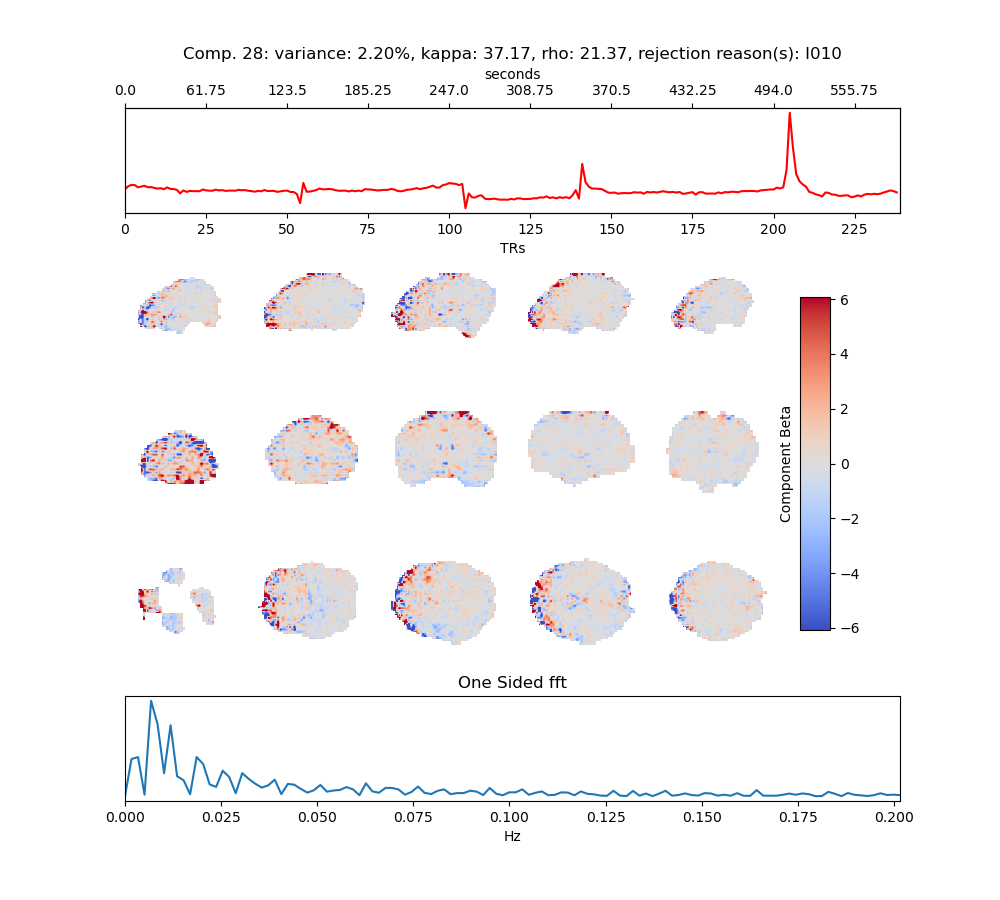 Comp. 28: variance: 2.20%, kappa: 37.17, rho: 21.37, rejection reason(s): I010
seconds
0.0 61.75 123.5 185.25 247.0 308.75 370.5 432.25 494.0 555.75
0 25 50 75 100 125 150 175 200 225
TRs
6
4
2
0
−2
−4
−6
Component Beta
One Sided fft
0.000 0.025 0.050 0.075 0.100 0.125 0.150 0.175 0.200
Hz